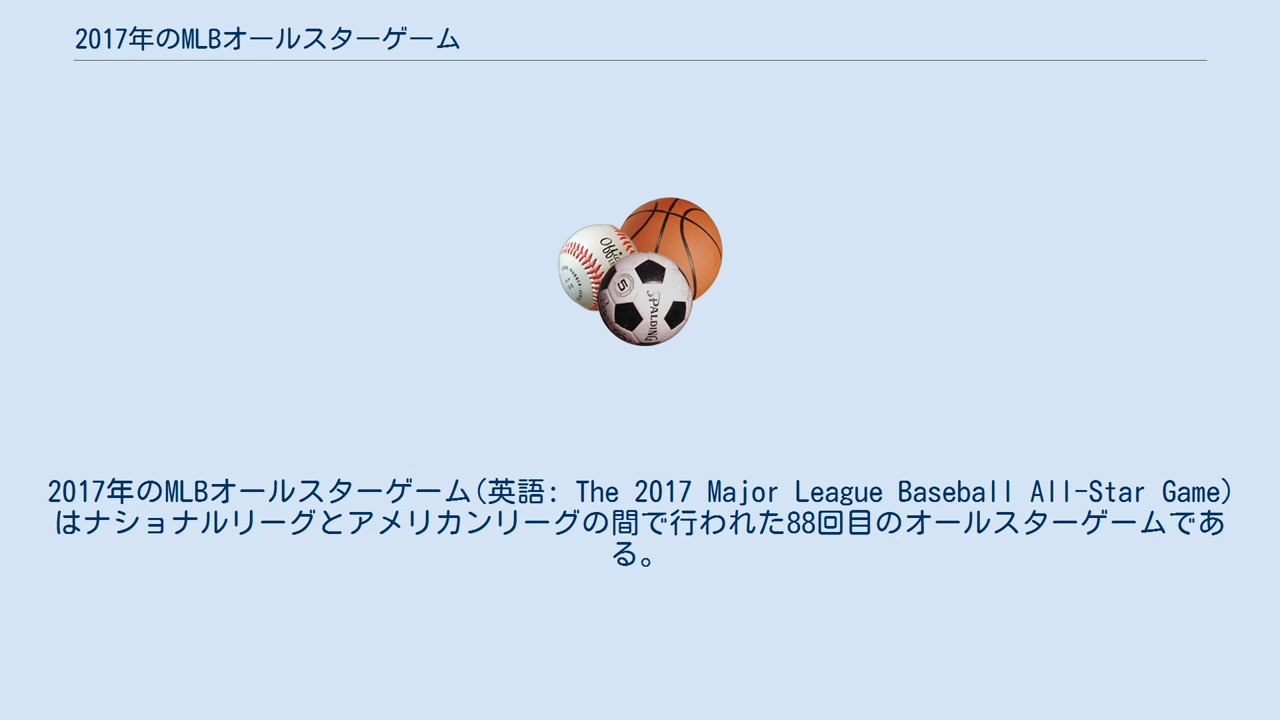 2017年のMLBオールスターゲーム
Offi
5
SPALDING
2017年のMLBオールスターゲーム(英語: The 2017 Major League Baseball All-Star Game)
はナショナルリーグとアメリカンリーグの間で行われた88回目のオールスターゲームであ
る。